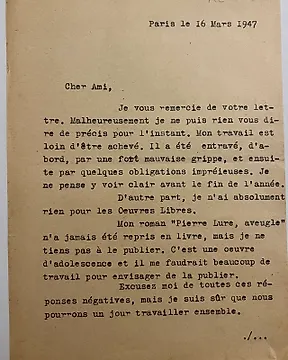 Paris le 16 Mars 1947
Cher Ami,
Je vous remercie de votre let-
tre. Malheureusement je ne puis rien vous di-
re de précis pour l'instant. Mon travail est
loin d'être achevé. Il a été entravé, d'a-
bord, par une fort mauvaise grippe, et ensui-
te par quelques obligations impréieuses. Je
ne pense y voir clair avant le fin de l'année.
D'autre part, je n'ai absolument
rien pour les Oeuvres Libres.
Mon roman "Pierre Lure, aveugle"
n'a jamais été repris en livre, mais je ne
tiens pas à le publier. C'est une oeuvre
d'adolescence et il me faudrait beaucoup de
travail pour envisager de la publier.
Excusez moi de toutes ces ré-
ponses négatives, mais je suis sûr que nous
pourrons un jour travailler ensemble.
./...